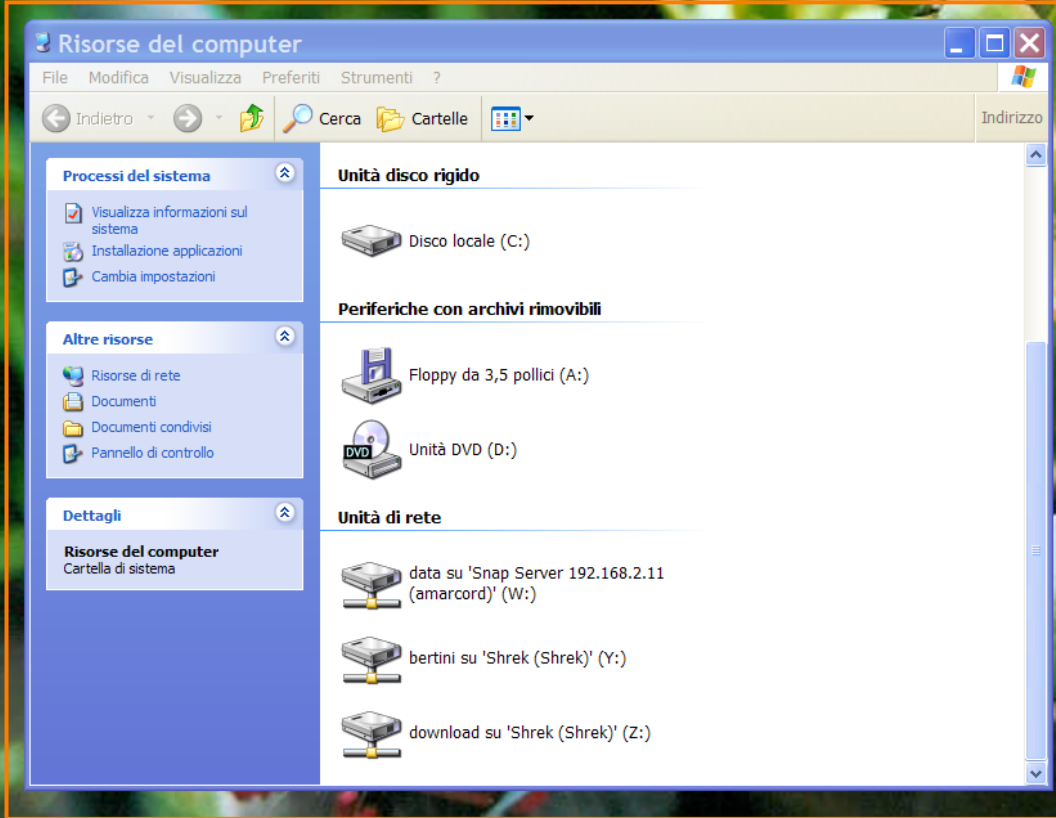 Risorse del computer
File Modifica Visualizza Preferiti Strumenti ?
Indietro Cerca Cartelle Indirizzo
Processi del sistema
Visualizza informazioni sul
sistema
Installazione applicazioni
Cambia impostazioni
Altre risorse
Risorse di rete
Documenti
Documenti condivisi
Pannello di controllo
Dettagli
Risorse del computer
Cartella di sistema
Unità disco rigido
Disco locale (C:)
Periferiche con archivi rimovibili
Floppy da 3,5 pollici (A:)
DVD
Unità DVD (D:)
Unità di rete
data su 'Snap Server 192.168.2.11
(amarcord)' (W:)
bertini su 'Shrek (Shrek)' (Y:)
download su 'Shrek (Shrek)' (Z:)